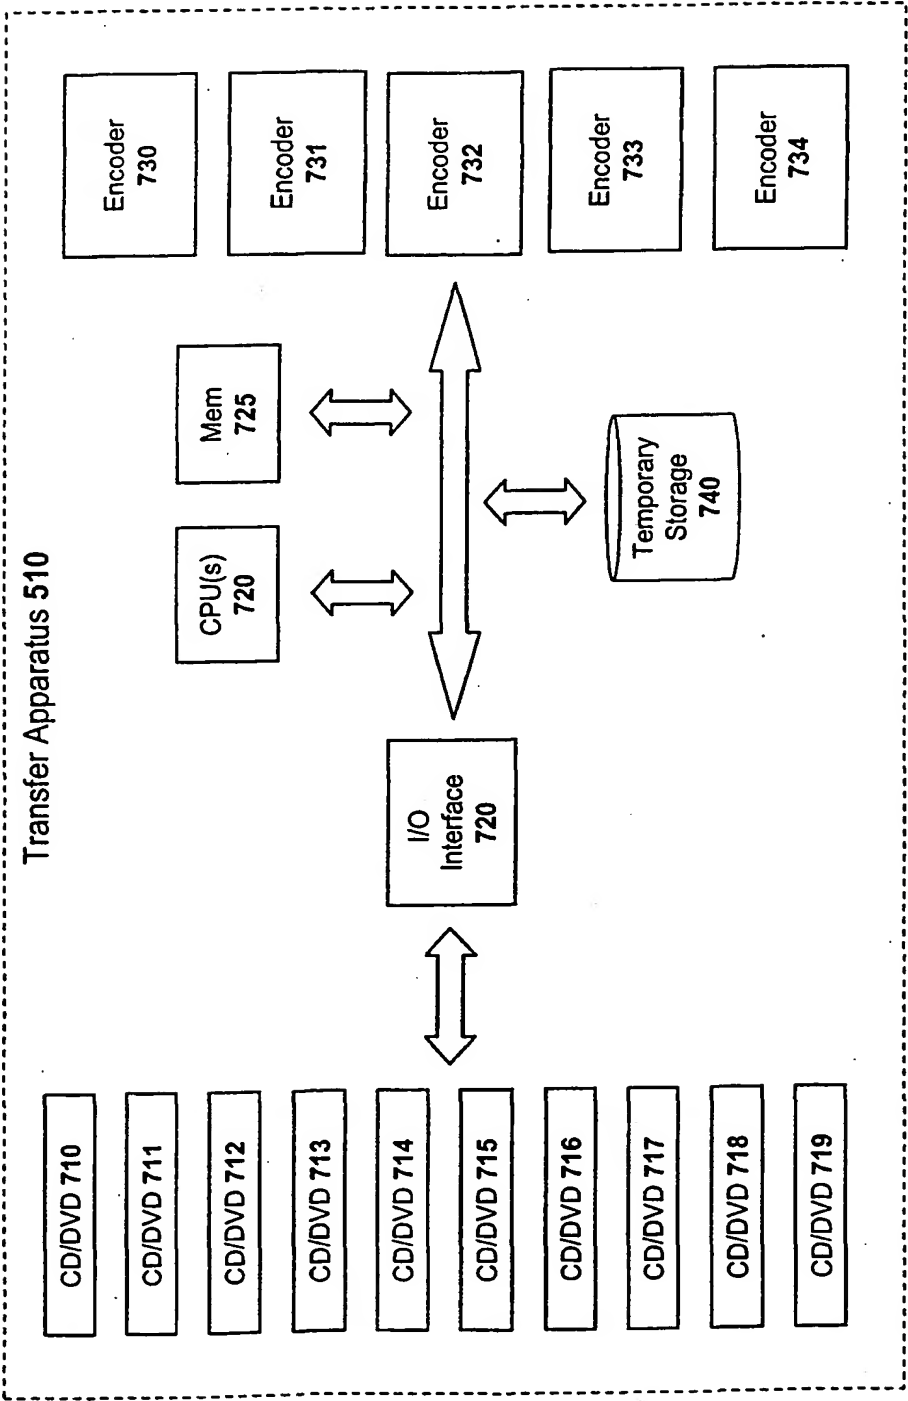 Transfer Apparatus 510
CD/DVD 710
CD/DVD 711
CD/DVD 712
CD/DVD 713
CD/DVD 714
CD/DVD 715
CD/DVD 716
CD/DVD 717
CD/DVD 718
CD/DVD 719
I/O
Interface
720
CPU(s)
720
Mem
725
Temporary
Storage
740
Encoder
730
Encoder
731
Encoder
732
Encoder
733
Encoder
734